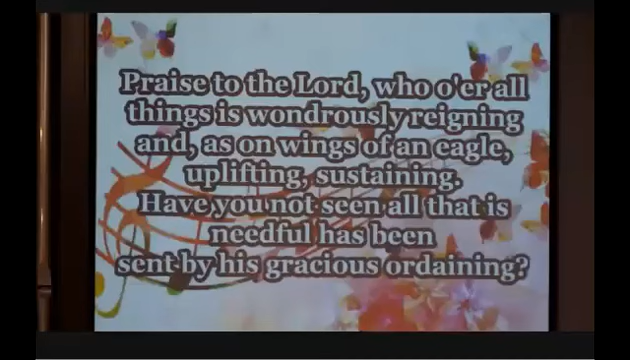 Praise to the Lord, who o'er all
things is wondrously reigning
and, as on wings of an eagle,
uplifting, sustaining.
Have you not seen all that is
needful has been
sent by his gracious ordaining?